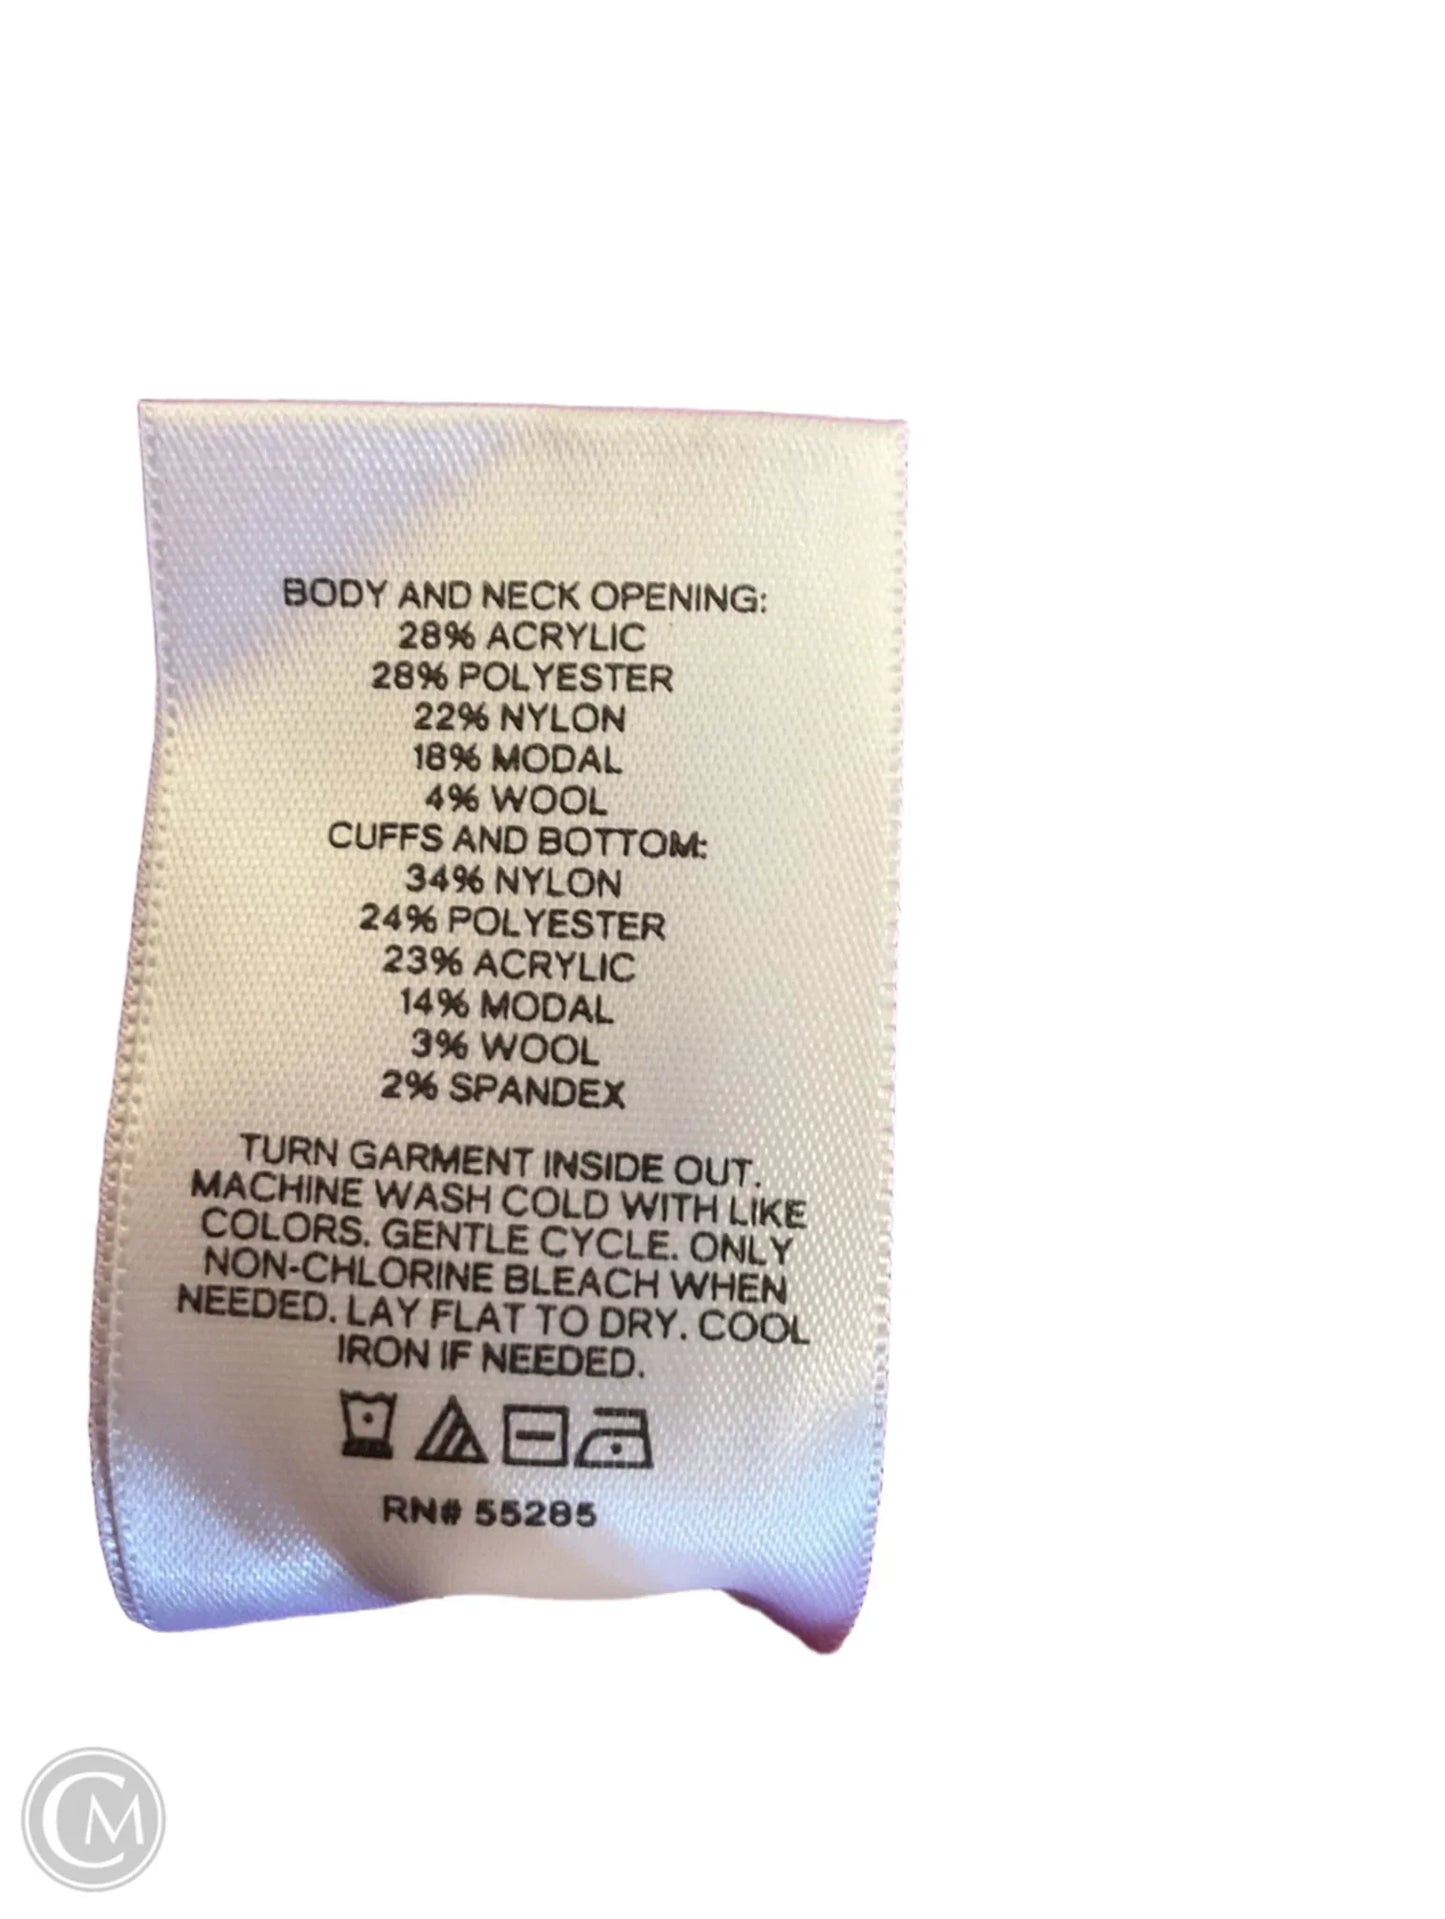 BODY AND NECK OPENING:
28% ACRYLIC
28% POLYESTER
22% NYLON
18% MODAL
4% WOOL
CUFFS AND BOTTOM:
34% NYLON
24% POLYESTER
23% ACRYLIC
14% MODAL
3% WOOL
2% SPANDEX
TURN GARMENT INSIDE OUT.
MACHINE WASH COLD WITH LIKE
COLORS. GENTLE CYCLE. ONLY
NON-CHLORINE BLEACH WHEN
NEEDED. LAY FLAT TO DRY. COOL
IRON IF NEEDED.
RN# 55285
CM